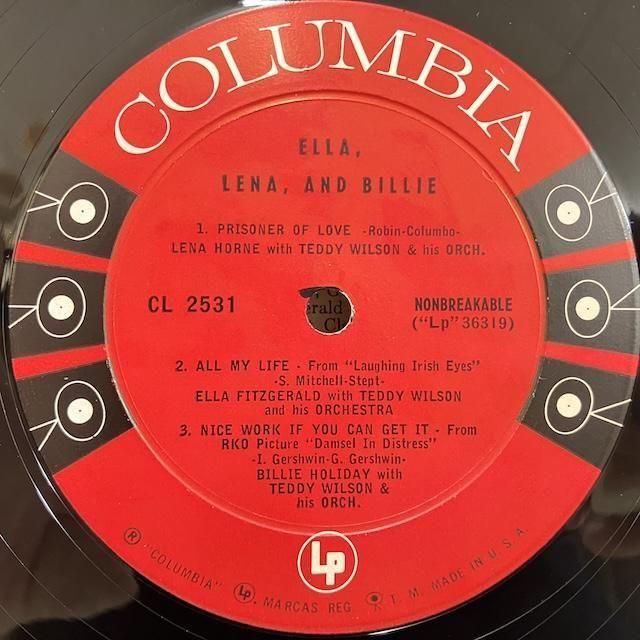 COLUMBIA
ELLA,
LENA, AND BILLIE
1. PRISONER OF LOVE -Robin-Columbo-
LENA HORNE with TEDDY WILSON & his ORCH.
CL 2531
NONBREAKABLE
("Lp" 36319)
2. ALL MY LIFE - From "Laughing Irish Eyes"
-S. Mitchell-Stept-
ELLA FITZGERALD with TEDDY WILSON
and his ORCHESTRA
3. NICE WORK IF YOU CAN GET IT - From
RKO Picture "Damsel In Distress"
-I. Gershwin-G. Gershwin-
BILLIE HOLIDAY with
TEDDY WILSON &
his ORCH.
Lp
® "COLUMBIA" Lp, MARCAS REG. T. M. MADE IN U.S.A.